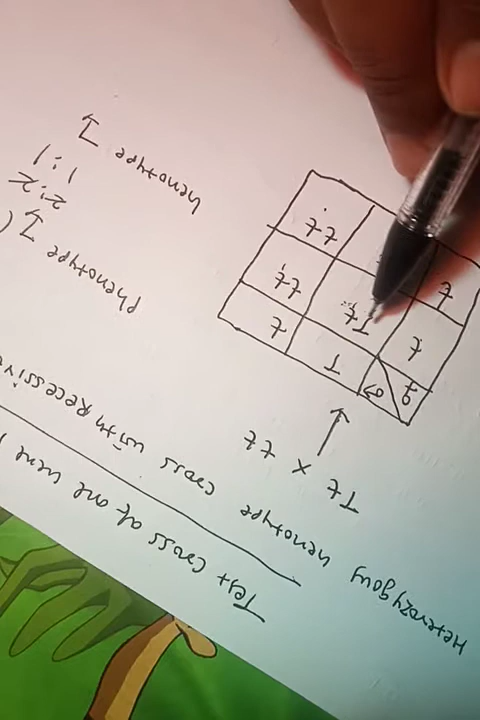 Test cross of one gene
Heterozygous genotype cross with Recessive
Tt × tt
↓
♀ ♂ T t
t Tt tt
t tt
Phenotype
2:2
1:1
genotype